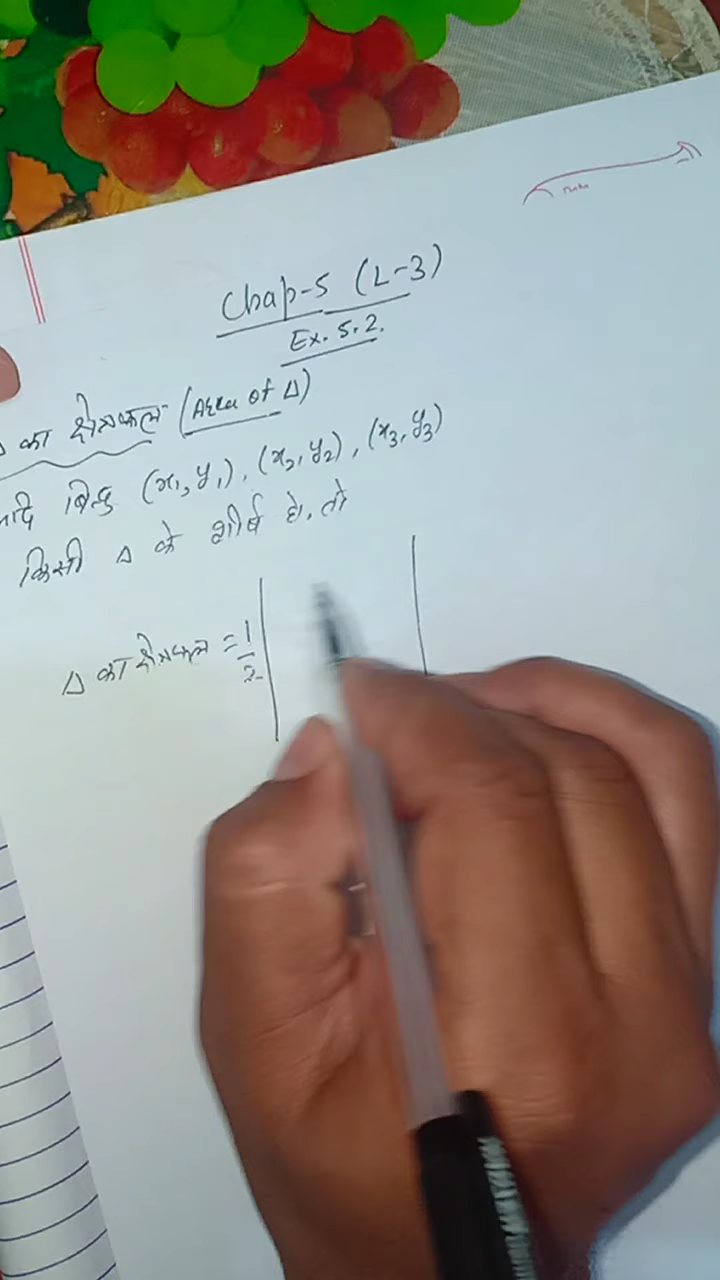 Chap-5 (L-3)
Ex. 5.2.
Δ का क्षेत्रफल (Area of Δ)
यदि बिन्दु (x₁, y₁), (x₂, y₂), (x₃, y₃)
किसी Δ के शीर्ष हो, तो
Δ का क्षेत्रफल = 1/2